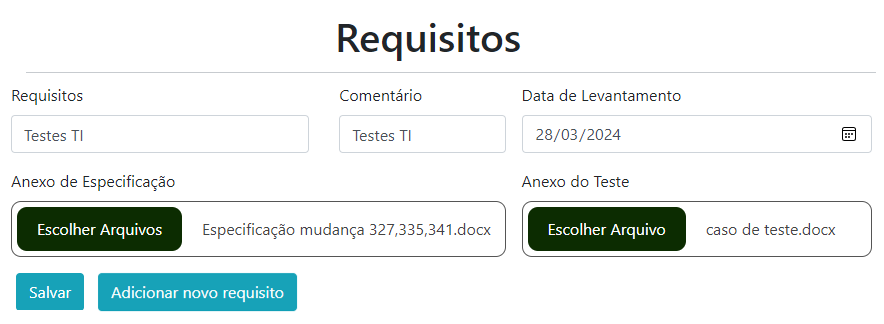 Requisitos
Requisitos Comentário Data de Levantamento
Testes TI Testes TI 28/03/2024
Anexo de Especificação Anexo do Teste
Escolher Arquivos Especificação mudança 327,335,341.docx Escolher Arquivo caso de teste.docx
Salvar Adicionar novo requisito